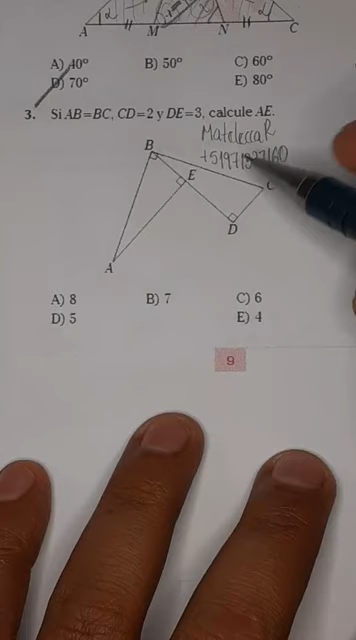 A
M
N
C
A) 40° B) 50° C) 60°
D) 70° E) 80°
3. Si AB=BC, CD=2 y DE=3, calcule AE.
MateleccaR
B
E
C
D
A
A) 8 B) 7 C) 6
D) 5 E) 4
9